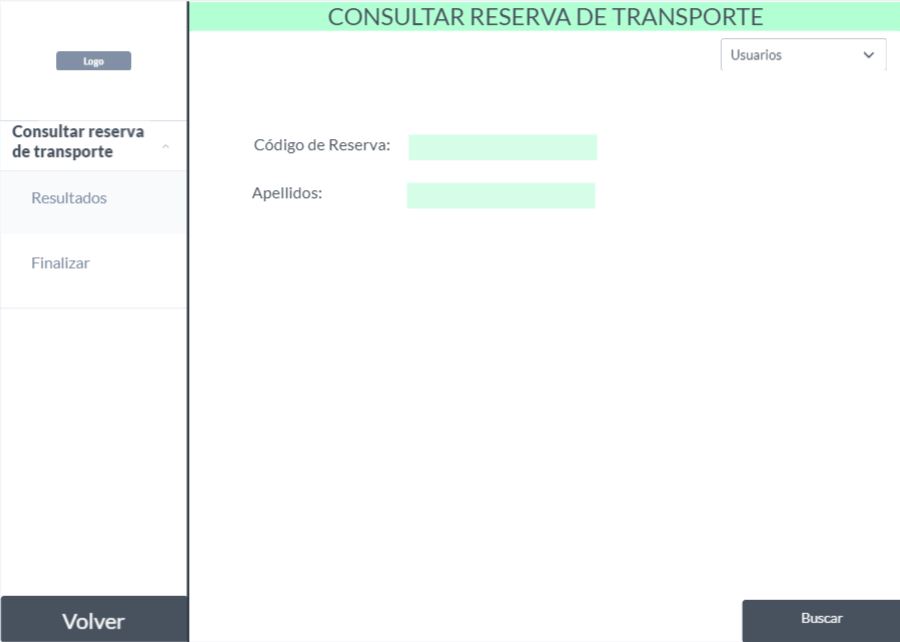 Logo
Consultar reserva
de transporte
Resultados
Finalizar
Volver
CONSULTAR RESERVA DE TRANSPORTE
Usuarios
Código de Reserva:
Apellidos:
Buscar